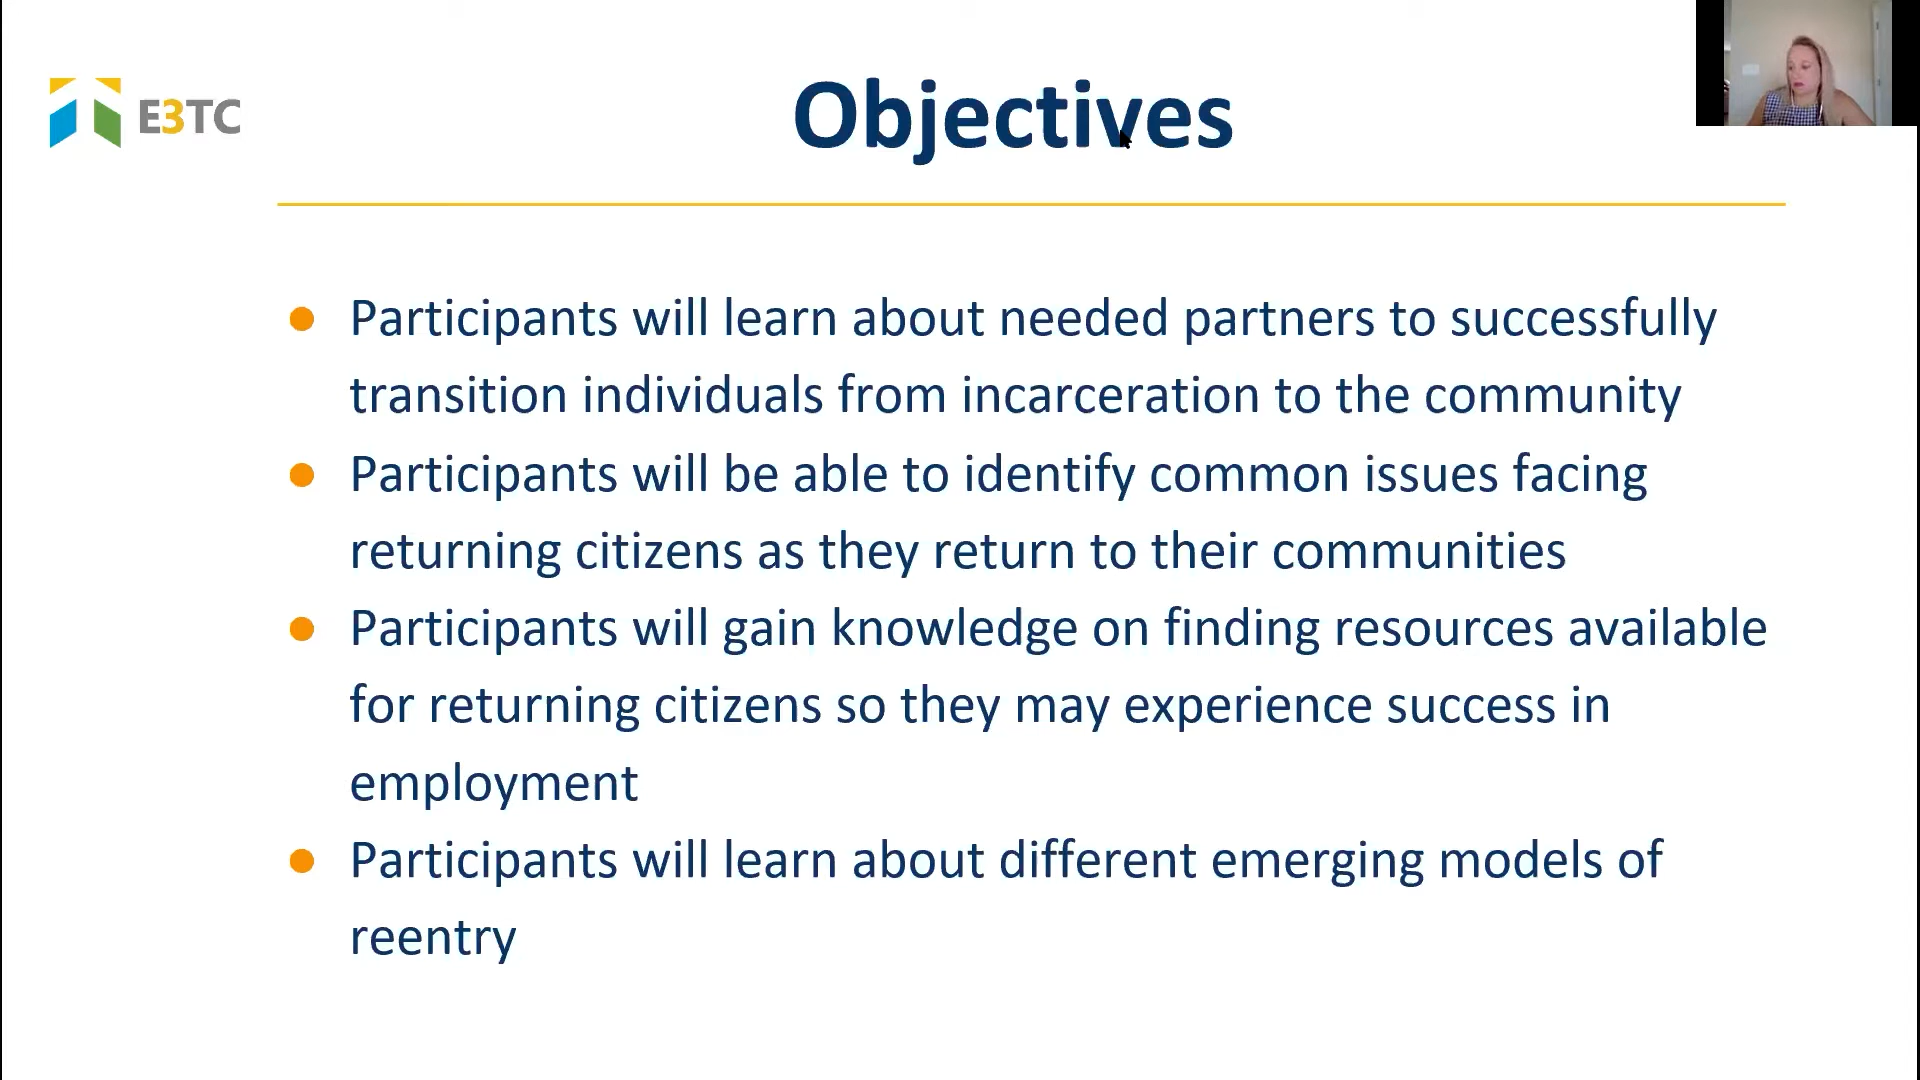 E3TC
Objectives
● Participants will learn about needed partners to successfully
transition individuals from incarceration to the community
● Participants will be able to identify common issues facing
returning citizens as they return to their communities
● Participants will gain knowledge on finding resources available
for returning citizens so they may experience success in
employment
● Participants will learn about different emerging models of
reentry